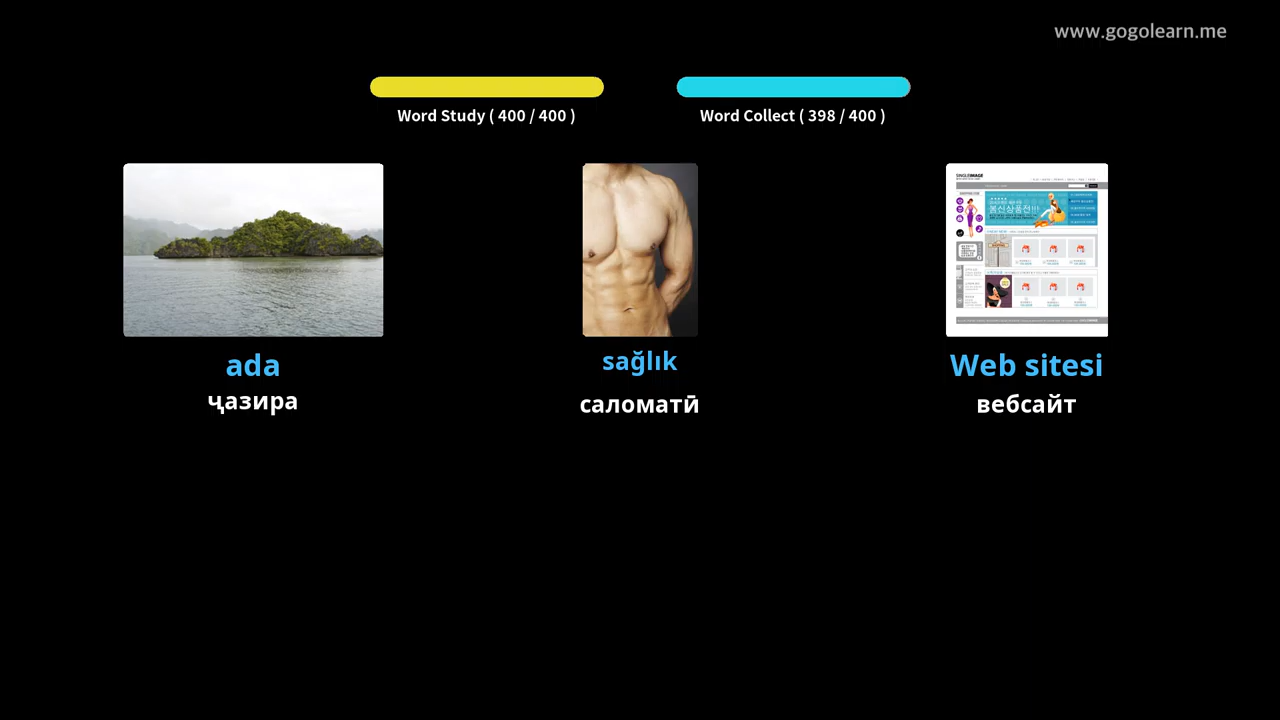 www.gogolearn.me
Word Study ( 400 / 400 )
Word Collect ( 398 / 400 )
ada
sağlık
Web sitesi
ҷазира
саломатӣ
вебсайт